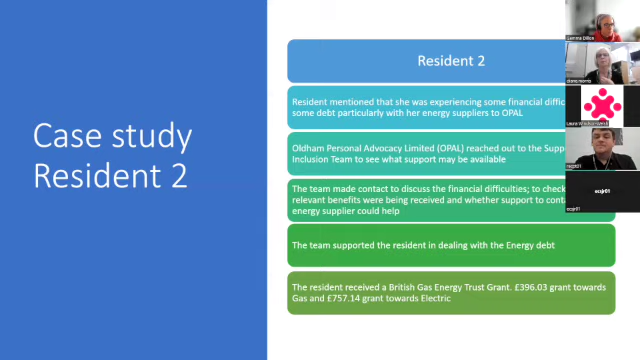 Case study
Resident 2
Resident 2
Resident mentioned that she was experiencing some financial
some debt particularly with her energy suppliers to OPAL
Oldham Personal Advocacy Limited (OPAL) reached out to the
Inclusion Team to see what support may be available
The team made contact to discuss the financial difficulties; to check
relevant benefits were being received and whether support to
energy supplier could help
The team supported the resident in dealing with the Energy debt
The resident received a British Gas Energy Trust Grant. £396.03 grant towards
Gas and £757.14 grant towards Electric
Gemma Dillon
ecsjr01
ecsjr01